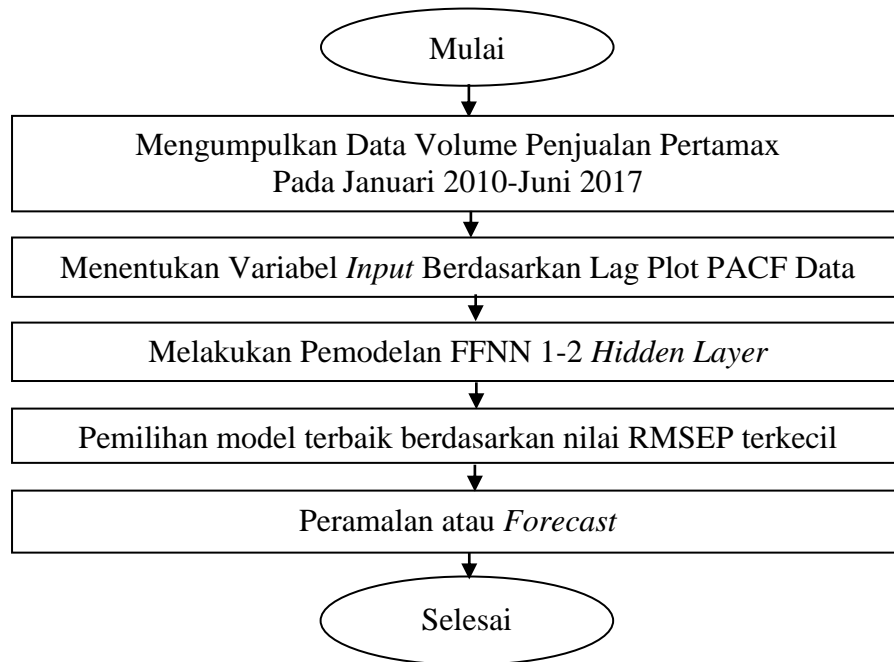 Mulai
Mengumpulkan Data Volume Penjualan Pertamax
Pada Januari 2010-Juni 2017
Menentukan Variabel Input Berdasarkan Lag Plot PACF Data
Melakukan Pemodelan FFNN 1-2 Hidden Layer
Pemilihan model terbaik berdasarkan nilai RMSEP terkecil
Peramalan atau Forecast
Selesai